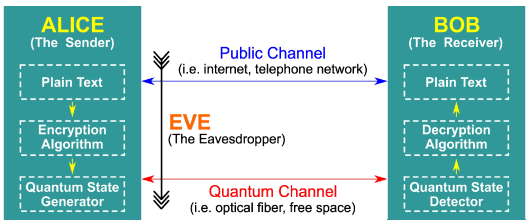 ALICE
(The Sender)
Plain Text
Encryption
Algorithm
Quantum State
Generator
Public Channel
(i.e. internet, telephone network)
EVE
(The Eavesdropper)
Quantum Channel
(i.e. optical fiber, free space)
BOB
(The Receiver)
Plain Text
Decryption
Algorithm
Quantum State
Detector